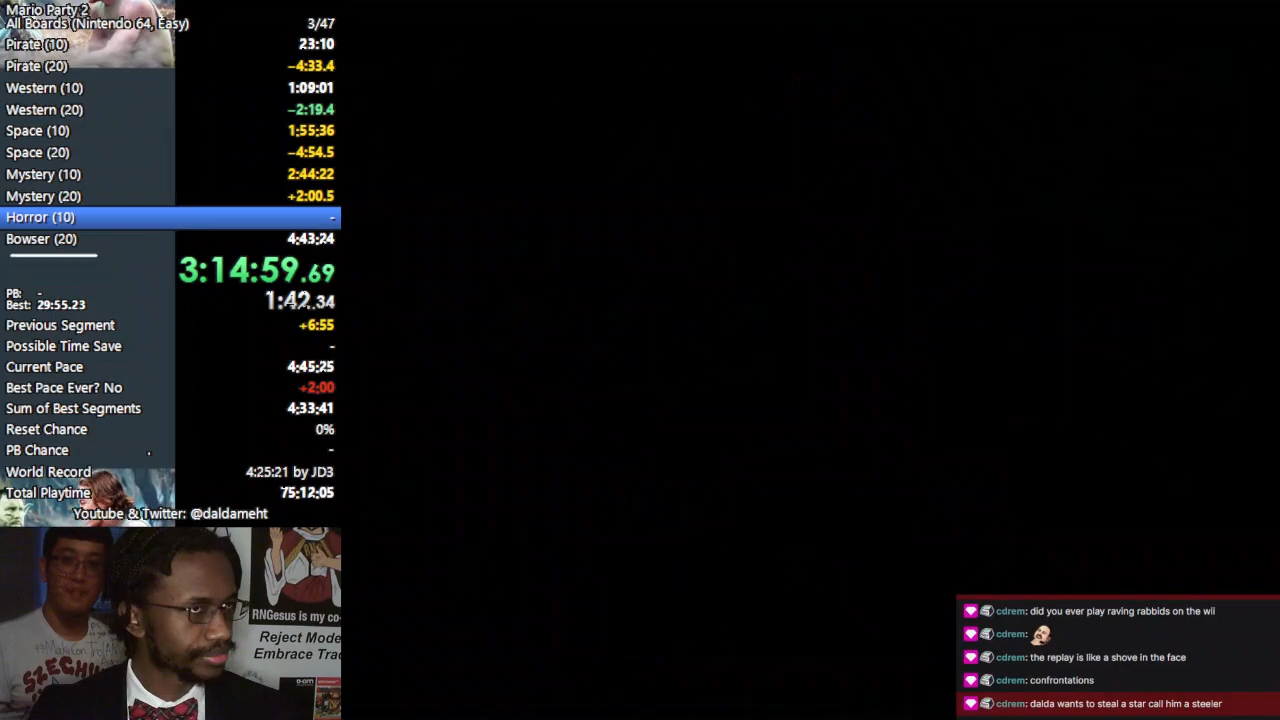 Mario Party 2
All Boards (Nintendo 64, Easy) 3/47
Pirate (10) 23:10
Pirate (20) −4:33.4
Western (10) 1:09:01
Western (20) −2:19.4
Space (10) 1:55:36
Space (20) −4:54.5
Mystery (10) 2:44:22
Mystery (20) +2:00.5
Horror (10) -
Bowser (20) 4:43:24
3:14:59.69
1:42.34
PB: -
Best: 29:55.23
Previous Segment +6:55
Possible Time Save -
Current Pace 4:45:25
Best Pace Ever? No +2:00
Sum of Best Segments 4:33:41
Reset Chance 0%
PB Chance -
World Record 4:25:21 by JD3
Total Playtime 75:12:05
Youtube & Twitter: @daldameht
RNGesus is my co-
Reject Mode
Embrace Tra
cdrem: did you ever play raving rabbids on the wil
cdrem:
cdrem: the replay is like a shove in the face
cdrem: confrontations
cdrem: dalda wants to steal a star call him a steeler